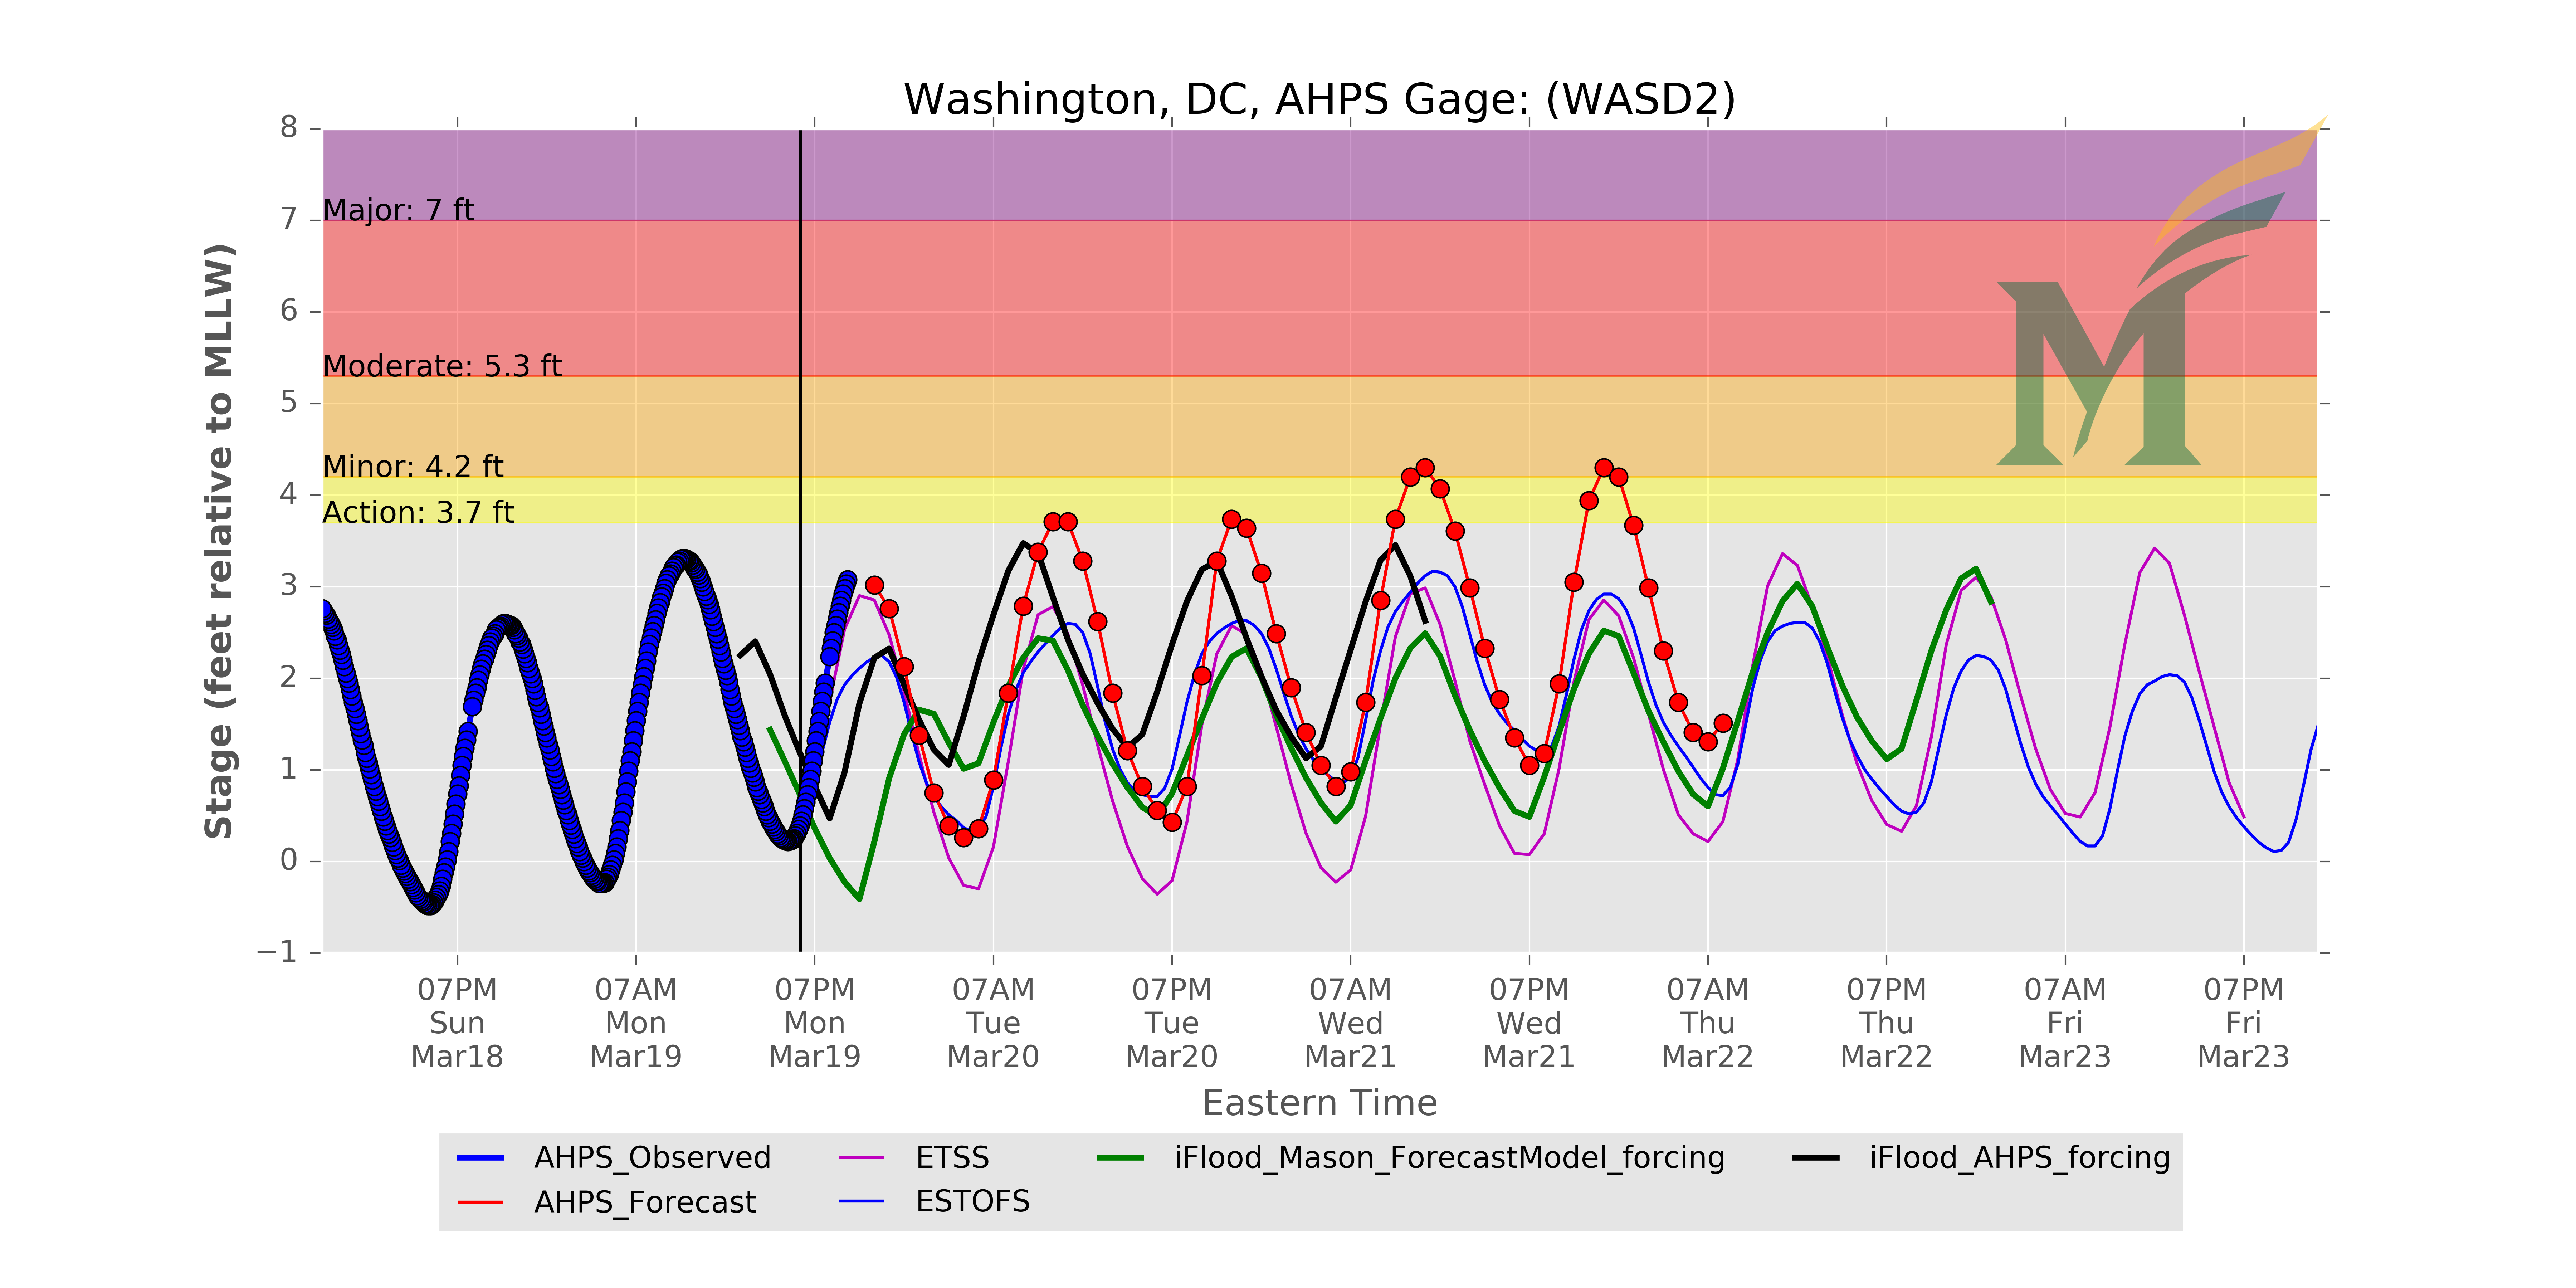 Washington, DC, AHPS Gage: (WASD2)
Stage (feet relative to MLLW)
8
7
6
5
4
3
2
1
0
−1
Major: 7 ft
Moderate: 5.3 ft
Minor: 4.2 ft
Action: 3.7 ft
M
07PM 07AM 07PM 07AM 07PM 07AM 07PM 07AM 07PM 07AM 07PM
Sun Mon Mon Tue Tue Wed Wed Thu Thu Fri Fri
Mar18 Mar19 Mar19 Mar20 Mar20 Mar21 Mar21 Mar22 Mar22 Mar23 Mar23
Eastern Time
AHPS_Observed ETSS iFlood_Mason_ForecastModel_forcing iFlood_AHPS_forcing
AHPS_Forecast ESTOFS